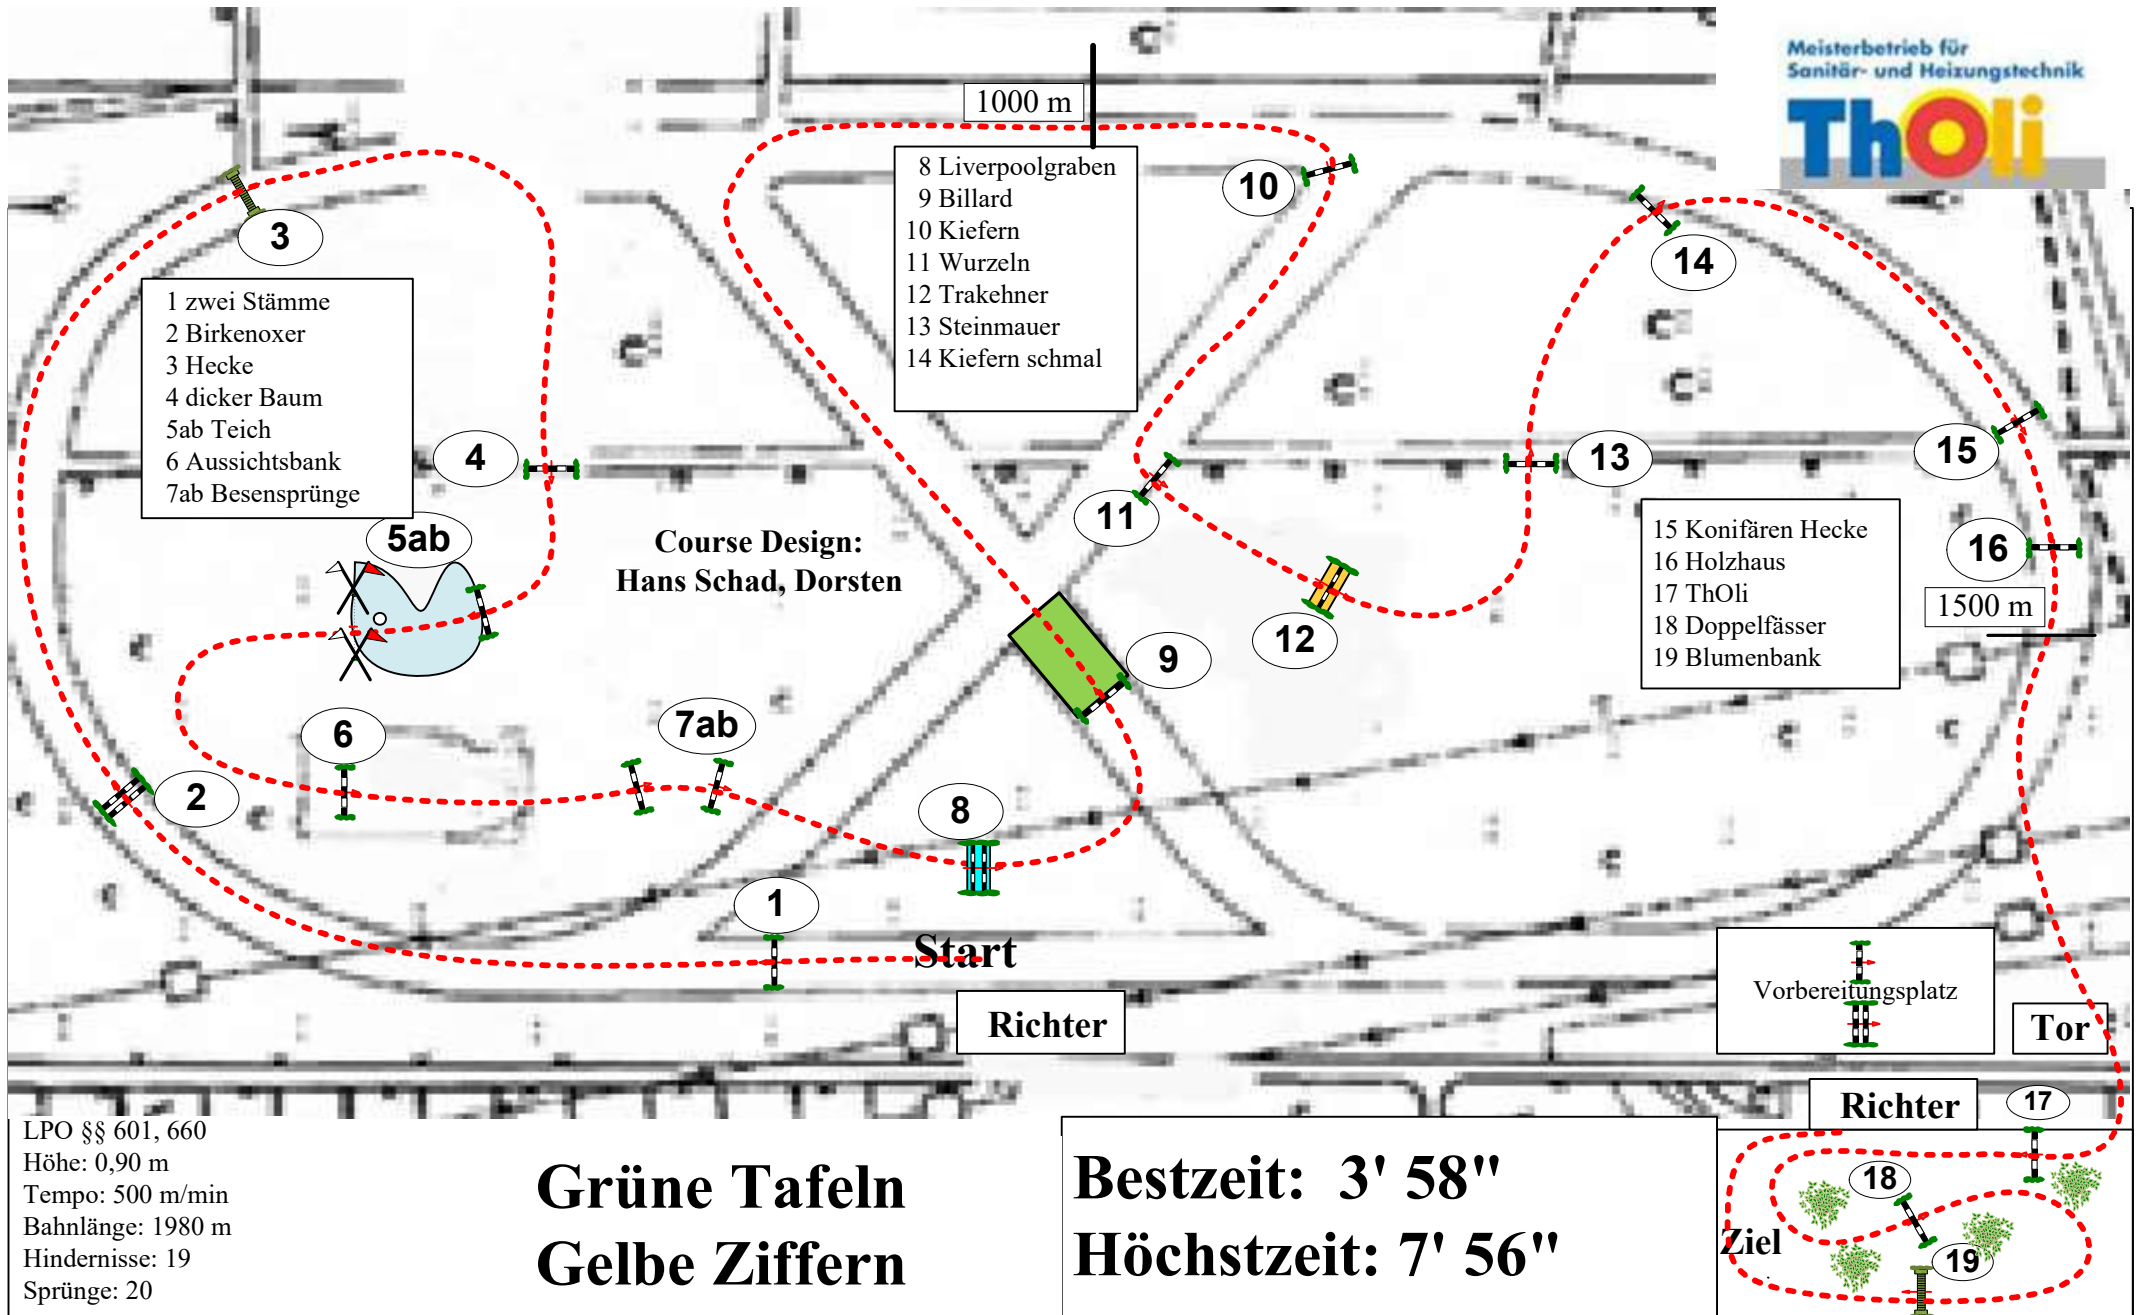 Meisterbetrieb für
Sanitär- und Heizungstechnik
ThOli
1000 m
8 Liverpoolgraben
9 Billard
10 Kiefern
11 Wurzeln
12 Trakehner
13 Steinmauer
14 Kiefern schmal
10
3
14
1 zwei Stämme
2 Birkenoxer
3 Hecke
4 dicker Baum
5ab Teich
6 Aussichtsbank
7ab Besensprünge
4
13
15
11
5ab
Course Design:
Hans Schad, Dorsten
15 Konifären Hecke
16 Holzhaus
17 ThOli
18 Doppelfässer
19 Blumenbank
16
1500 m
12
9
6
7ab
2
8
1
Start
Richter
Vorbereitungsplatz
Tor
Richter
17
18
19
Ziel
LPO §§ 601, 660
Höhe: 0,90 m
Tempo: 500 m/min
Bahnlänge: 1980 m
Hindernisse: 19
Sprünge: 20
Grüne Tafeln
Gelbe Ziffern
Bestzeit: 3' 58"
Höchstzeit: 7' 56"